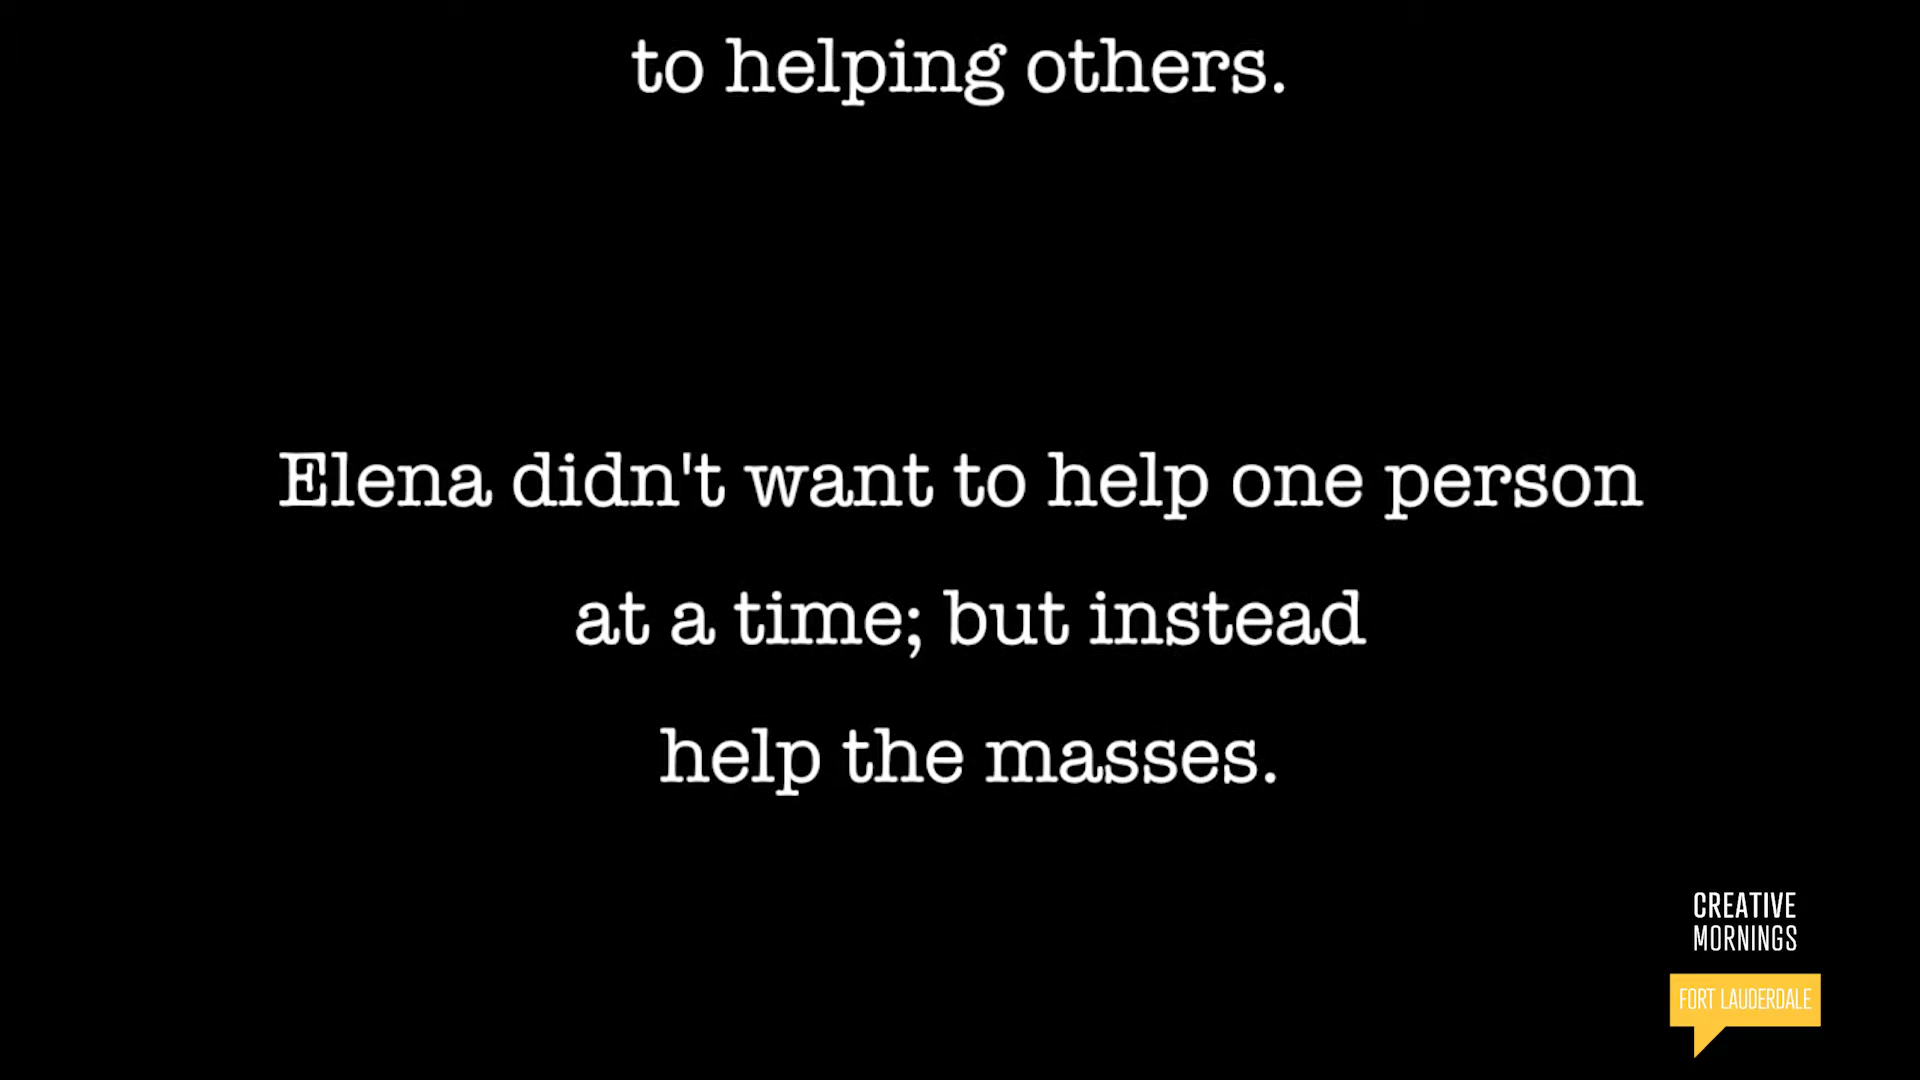 to helping others.
Elena didn't want to help one person
at a time; but instead
help the masses.
CREATIVE
MORNINGS
FORT LAUDERDALE